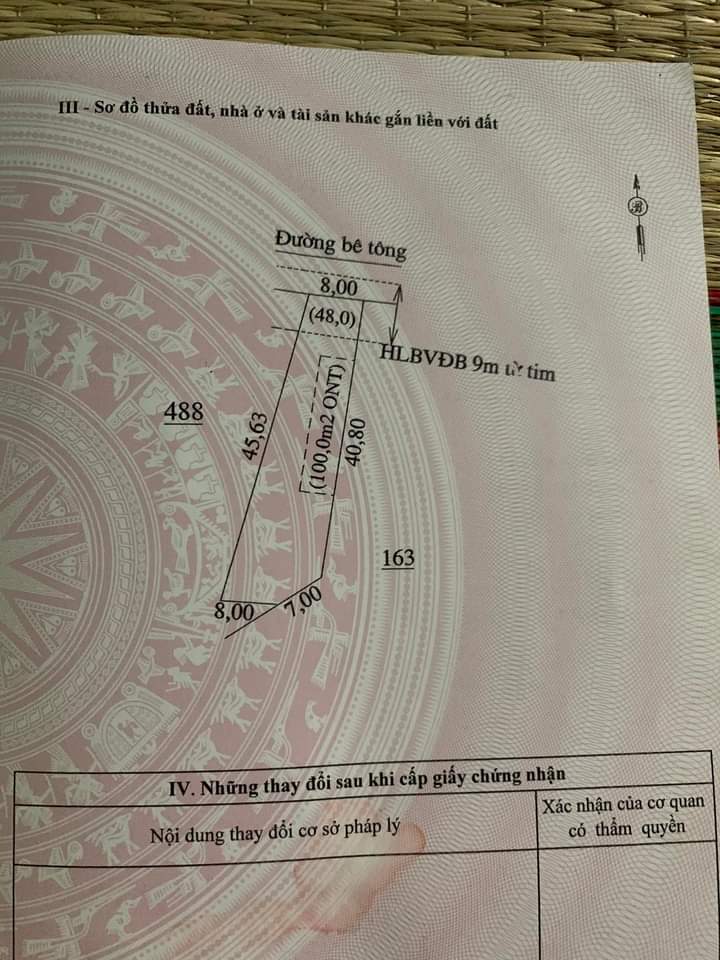 III - Sơ đồ thửa đất, nhà ở và tài sản khác gắn liền với đất
B
Đường bê tông
8,00
(48,0)
HLBVĐB 9m từ tim
488
45,63
(100,0m2 ONT)
40,80
163
8,00
7,00
IV. Những thay đổi sau khi cấp giấy chứng nhận
Nội dung thay đổi cơ sở pháp lý
Xác nhận của cơ quan
có thẩm quyền